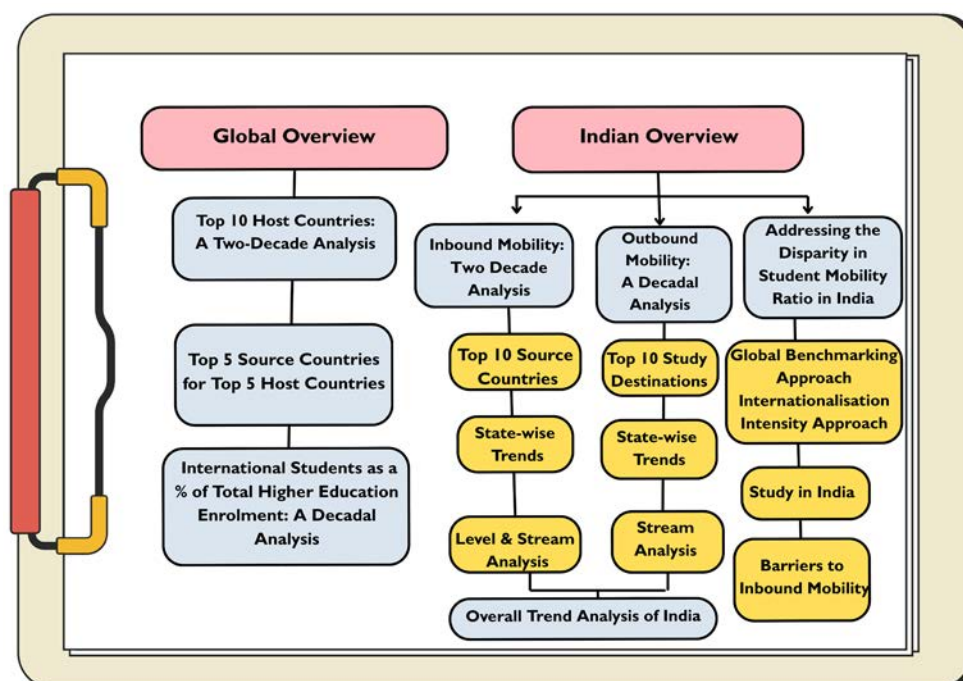 Global Overview
Top 10 Host Countries:
A Two-Decade Analysis
Top 5 Source Countries
for Top 5 Host Countries
International Students as a
% of Total Higher Education
Enrolment: A Decadal
Analysis
Indian Overview
Inbound Mobility:
Two Decade
Analysis
Top 10 Source
Countries
State-wise
Trends
Level & Stream
Analysis
Outbound
Mobility:
A Decadal
Analysis
Top 10 Study
Destinations
State-wise
Trends
Stream
Analysis
Overall Trend Analysis of India
Addressing the
Disparity in
Student Mobility
Ratio in India
Global Benchmarking
Approach
Internationalisation
Intensity Approach
Study in India
Barriers to
Inbound Mobility